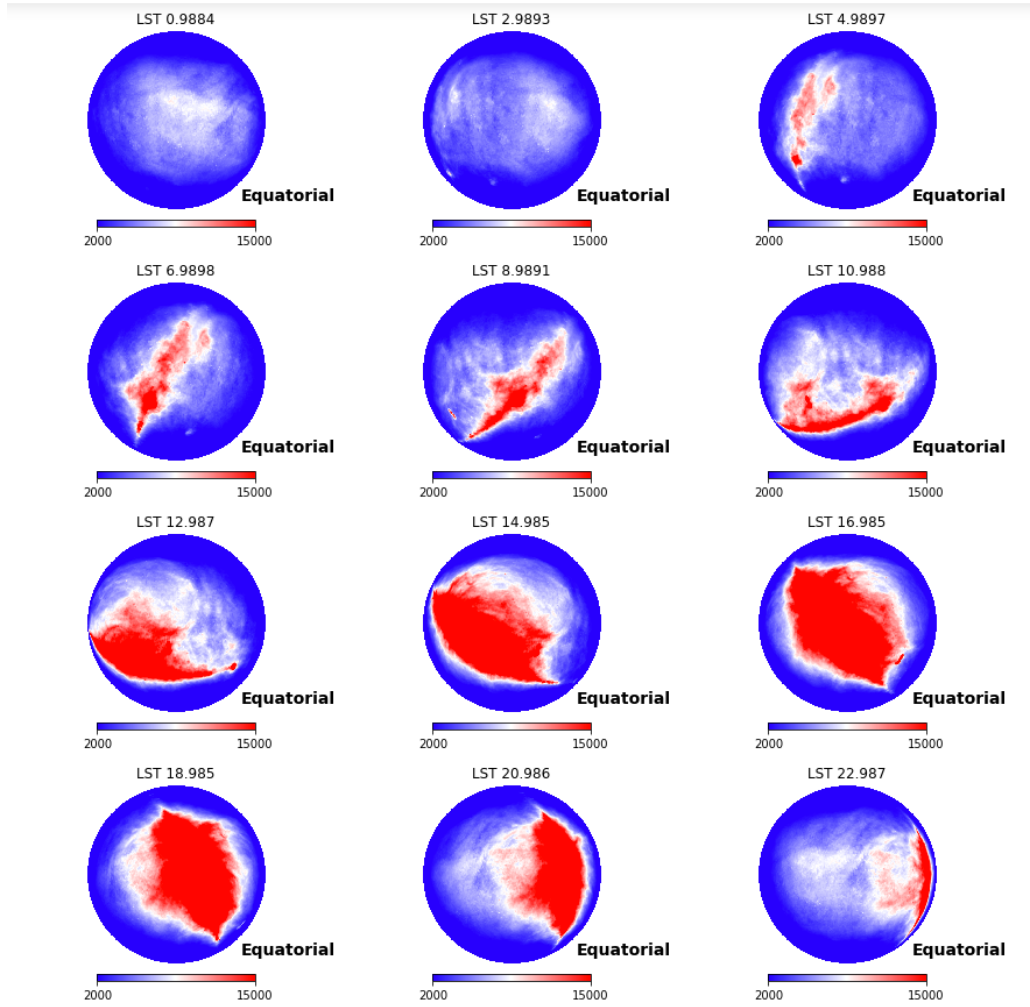 LST 0.9884 LST 2.9893 LST 4.9897
Equatorial Equatorial Equatorial
2000 15000 2000 15000 2000 15000
LST 6.9898 LST 8.9891 LST 10.988
Equatorial Equatorial Equatorial
2000 15000 2000 15000 2000 15000
LST 12.987 LST 14.985 LST 16.985
Equatorial Equatorial Equatorial
2000 15000 2000 15000 2000 15000
LST 18.985 LST 20.986 LST 22.987
Equatorial Equatorial Equatorial
2000 15000 2000 15000 2000 15000